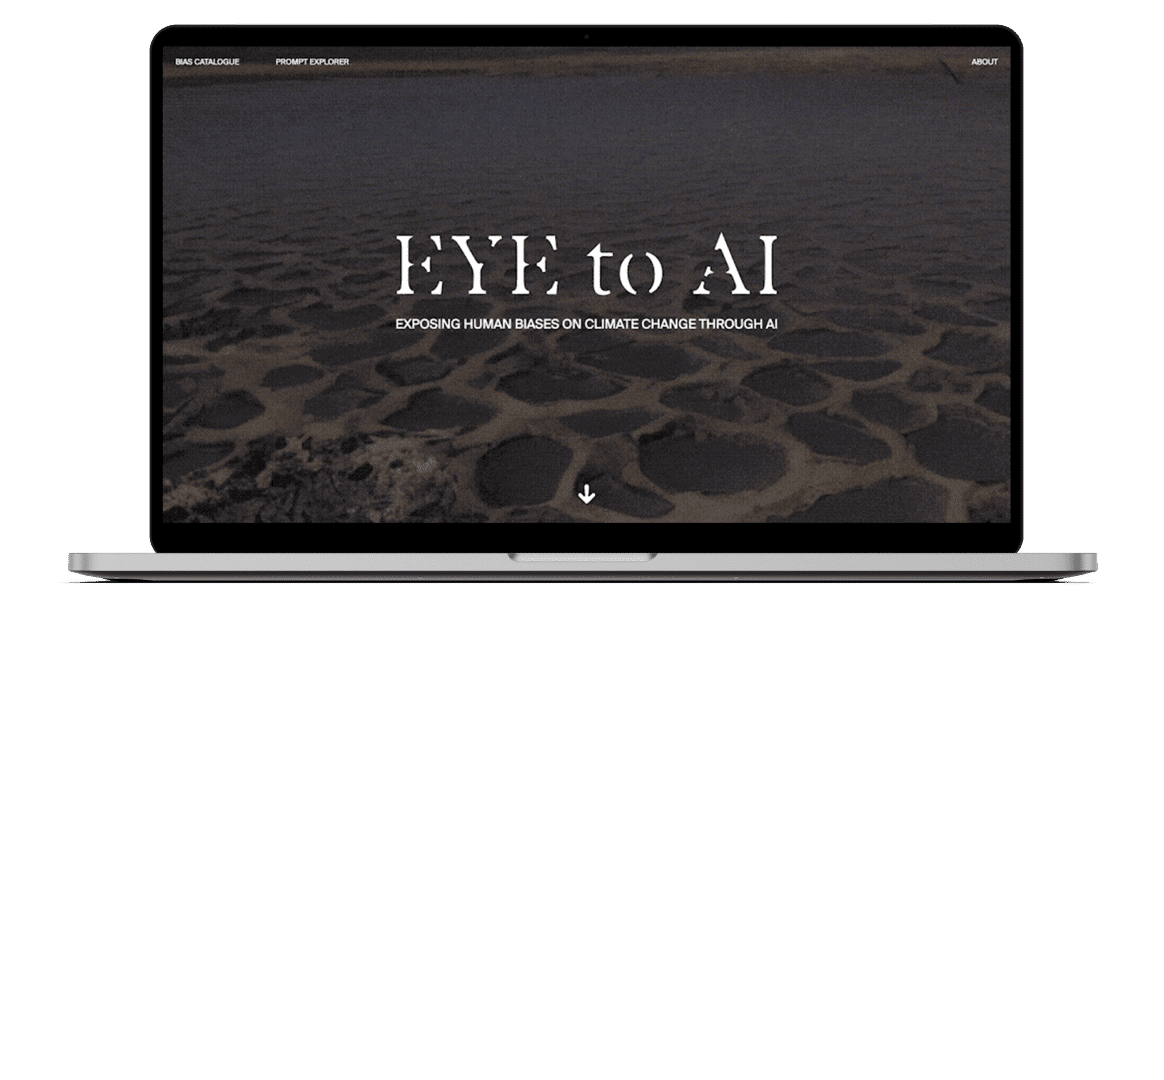 BIAS CATALOGUE PROMPT EXPLORER ABOUT
EYE to AI
EXPOSING HUMAN BIASES ON CLIMATE CHANGE THROUGH AI